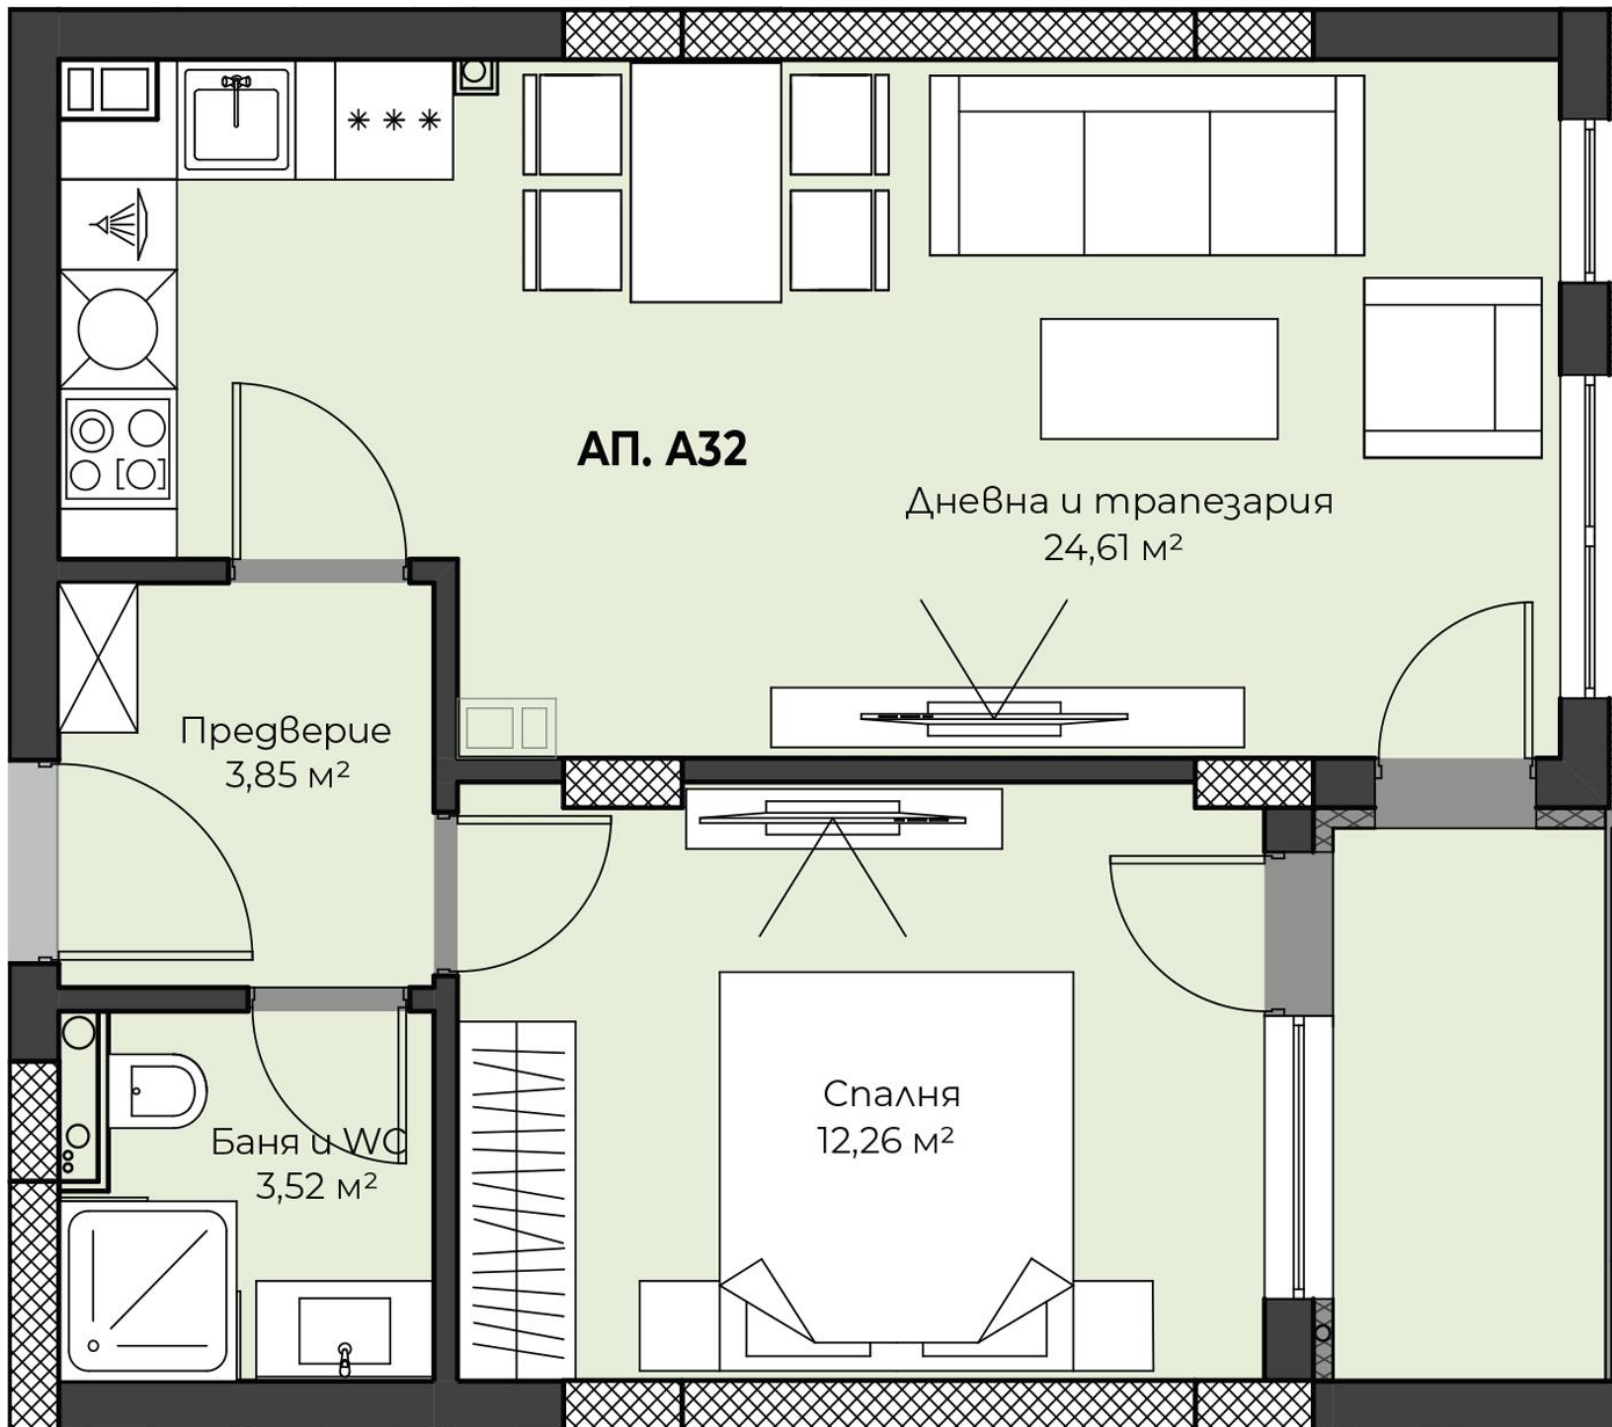 АП. А32
Дневна и трапезария
24,61 м²
Предверие
3,85 м²
Спалня
12,26 м²
Баня и WC
3,52 м²